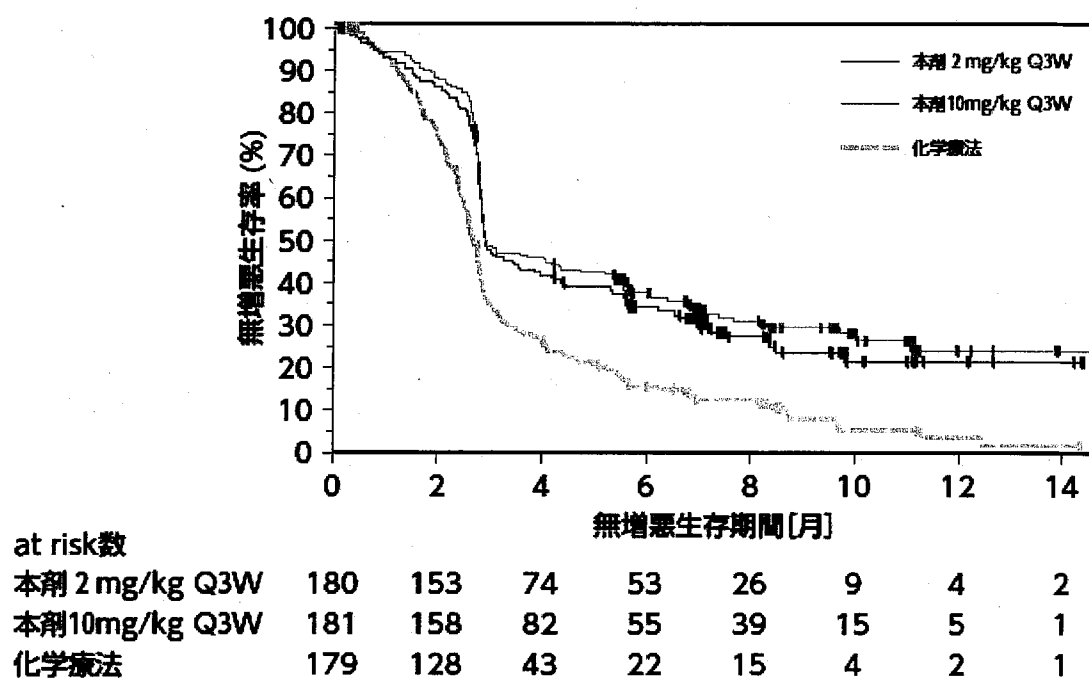 100
90
80
70
60
50
40
30
20
10
0
無増悪生存率 (%)
本剤 2 mg/kg Q3W
本剤10mg/kg Q3W
化学療法
0 2 4 6 8 10 12 14
無増悪生存期間[月]
at risk数
本剤 2 mg/kg Q3W 180 153 74 53 26 9 4 2
本剤10mg/kg Q3W 181 158 82 55 39 15 5 1
化学療法 179 128 43 22 15 4 2 1